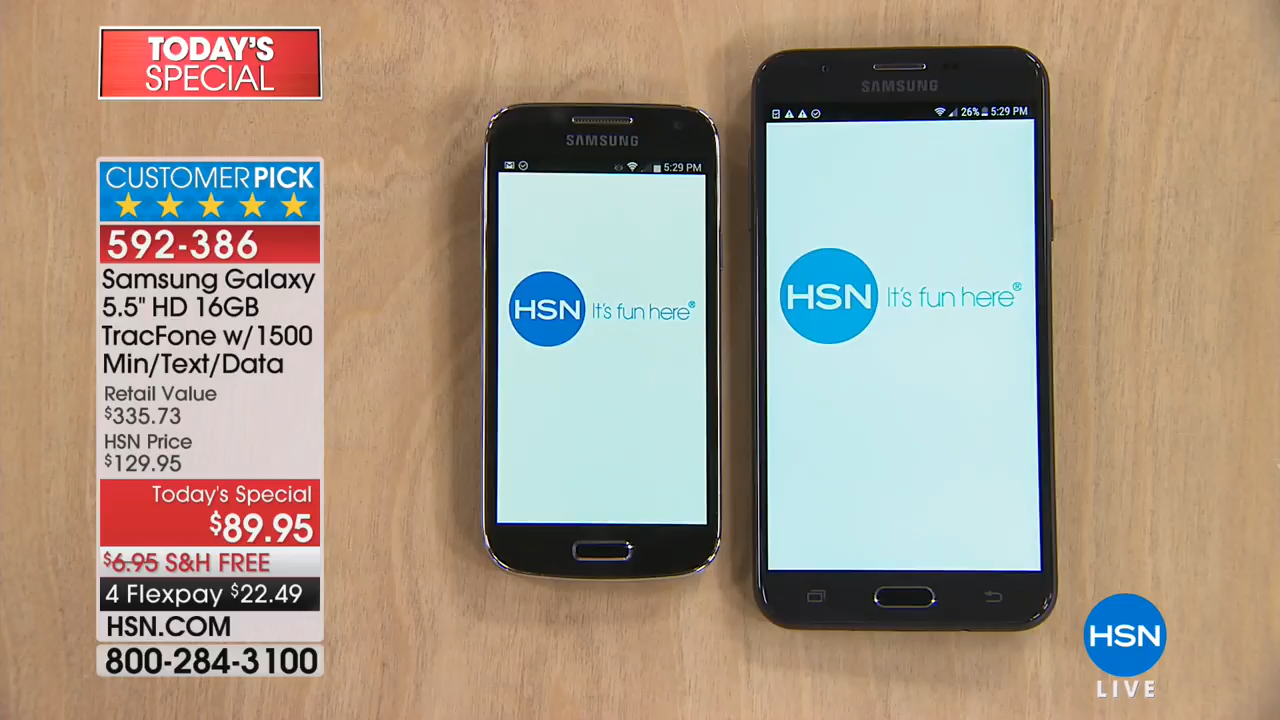 TODAY'S
SPECIAL
CUSTOMER PICK
592-386
Samsung Galaxy
5.5" HD 16GB
TracFone w/1500
Min/Text/Data
Retail Value
$335.73
HSN Price
$129.95
Today's Special
$89.95
$6.95 S&H FREE
4 Flexpay $22.49
HSN.COM
800-284-3100
SAMSUNG
5:29 PM
HSN It's fun here®
SAMSUNG
26% 5:29 PM
HSN It's fun here®
HSN
LIVE